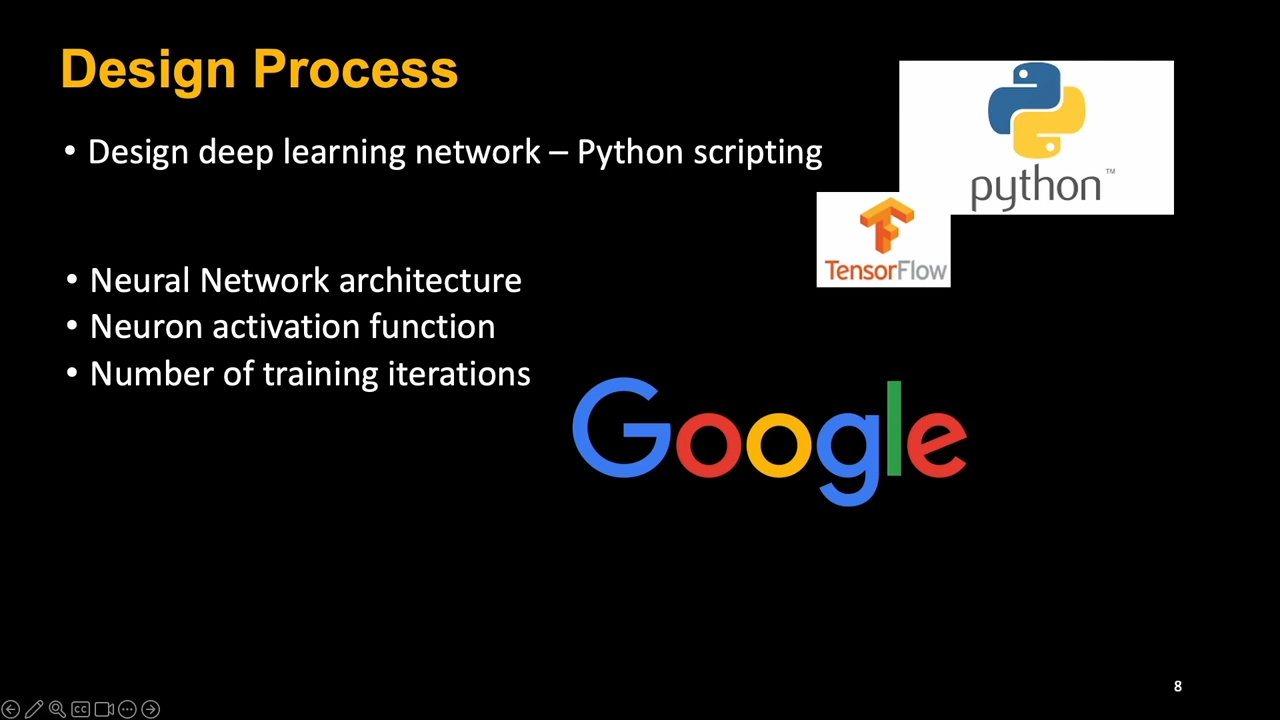 Design Process
• Design deep learning network – Python scripting
python™
TensorFlow
• Neural Network architecture
• Neuron activation function
• Number of training iterations
Google
8
CC